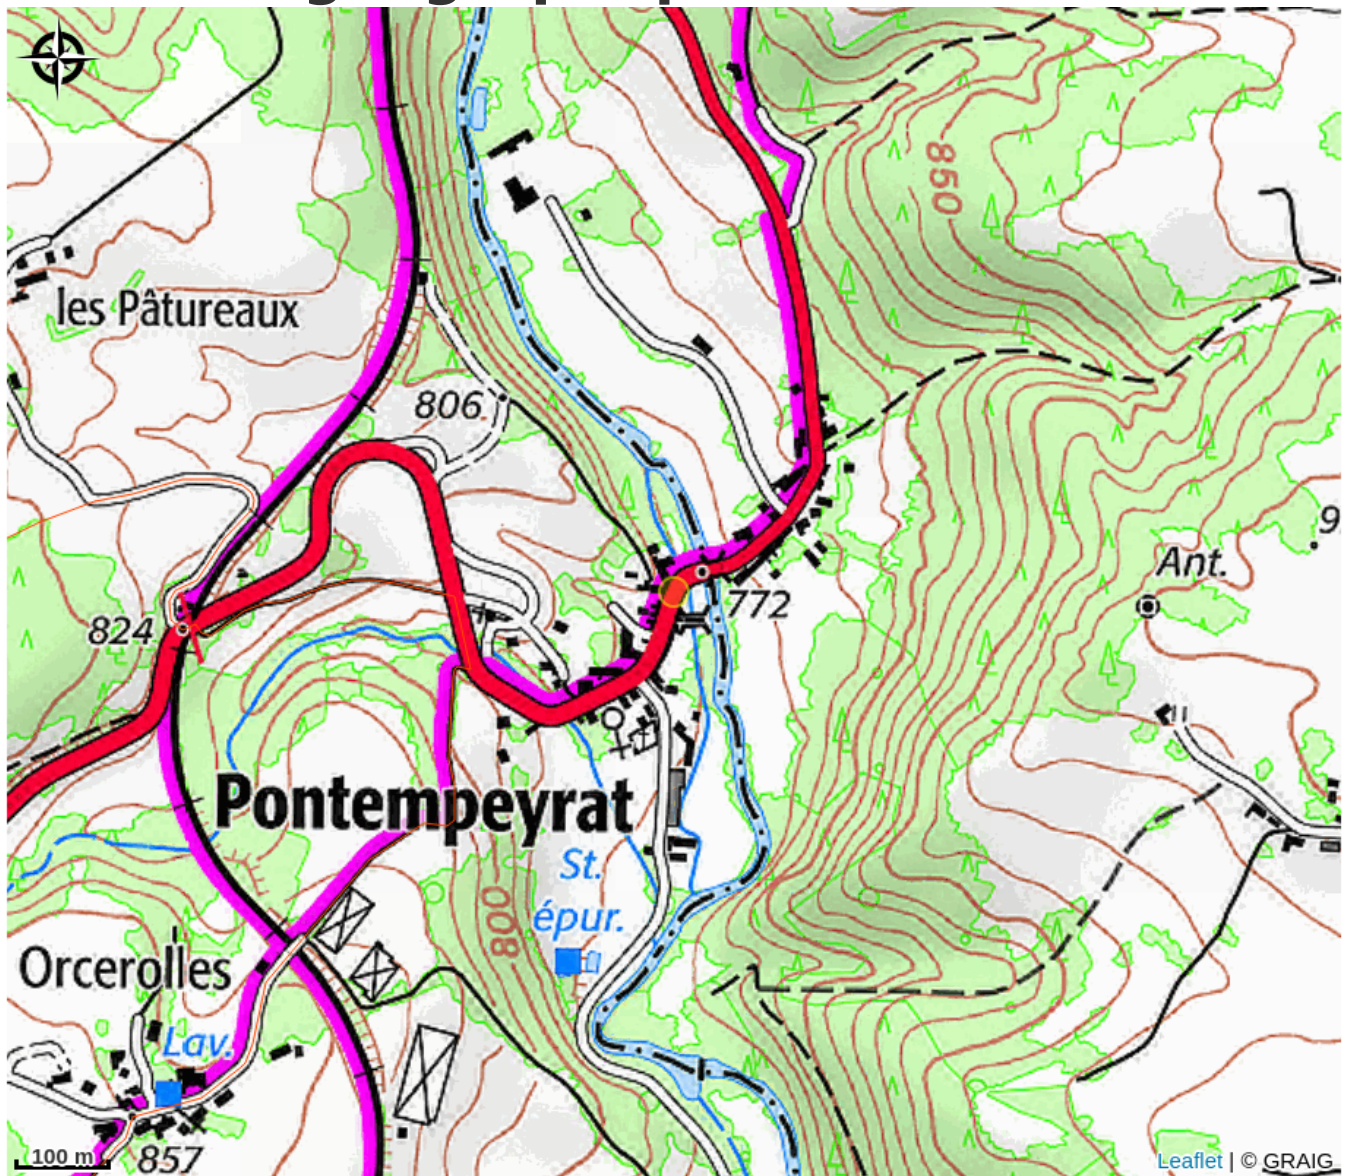 850
les Pâtureaux
806
9
Ant.
772
824
Pontempeyrat
St.
épur.
800
Orcerolles
Lav.
857
100 m
Leaflet | © GRAIG